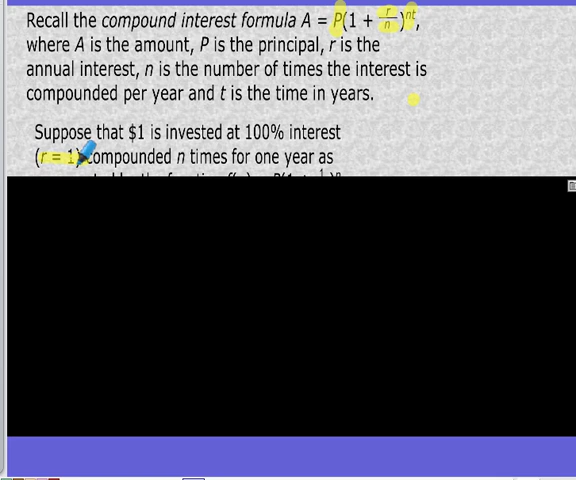 Recall the compound interest formula A = P(1 + r/n)^nt,
where A is the amount, P is the principal, r is the
annual interest, n is the number of times the interest is
compounded per year and t is the time in years.
Suppose that $1 is invested at 100% interest
(r = 1) compounded n times for one year as